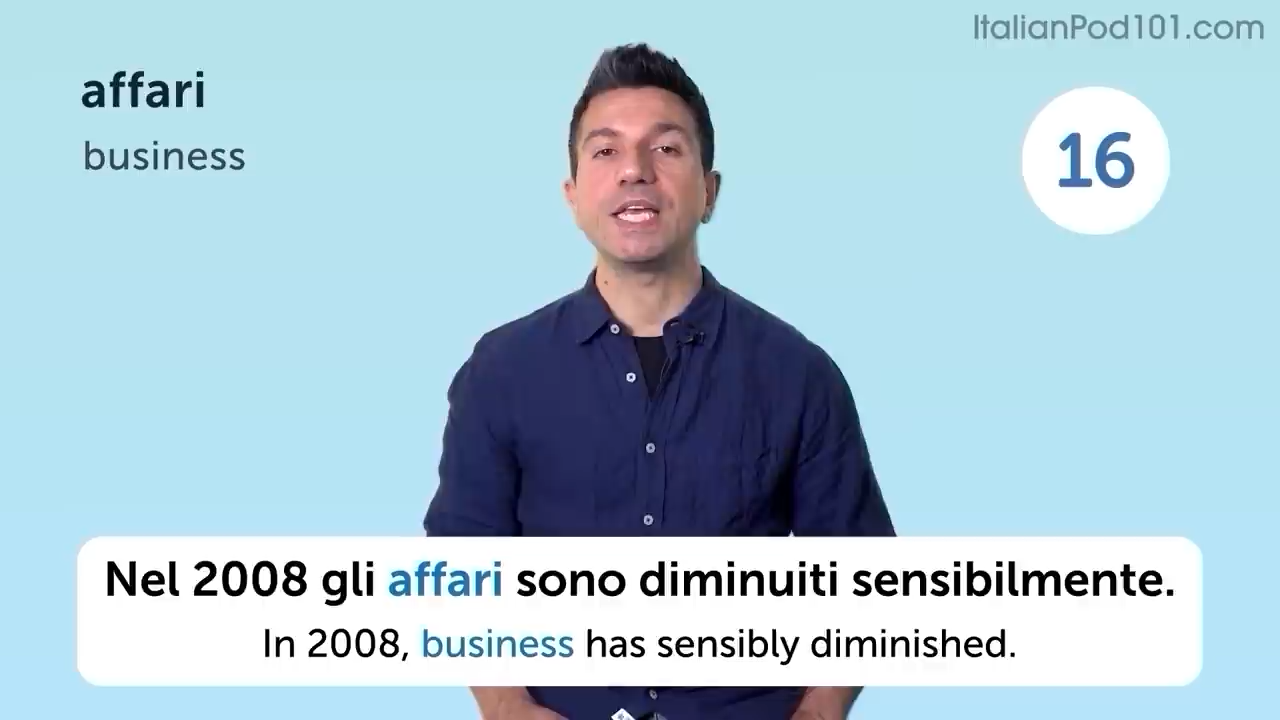 ItalianPod101.com
affari
business
16
Nel 2008 gli affari sono diminuiti sensibilmente.
In 2008, business has sensibly diminished.